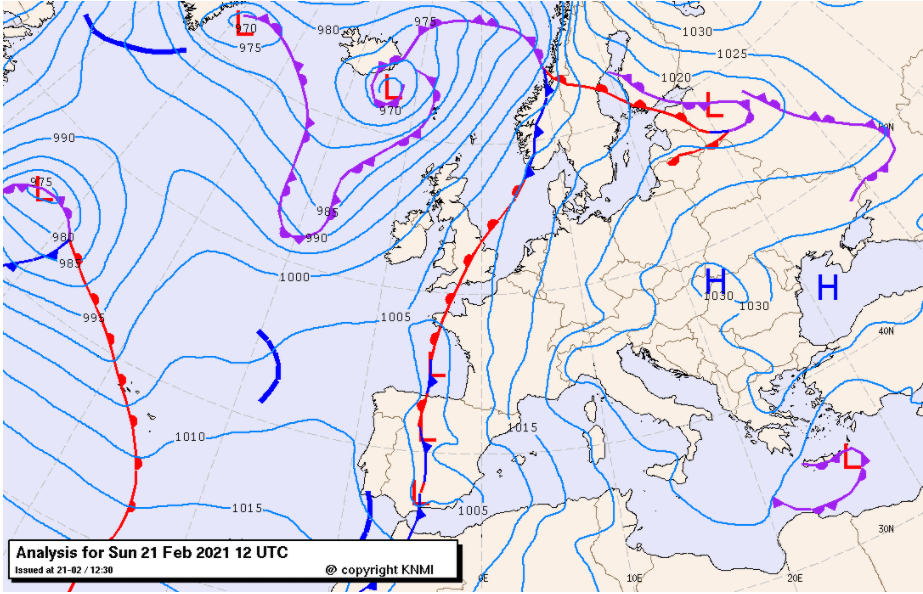 L
970
975
980
975
1030
1025
1020
L
970
L
990
975
L
980
985
985
990
1000
995
1005
H
1030
1030
H
40N
L
L
1010
1015
L
1015
1005
L
30N
Analysis for Sun 21 Feb 2021 12 UTC
Issued at 21-02 / 12:30
@ copyright KNMI
0E
10E
20E